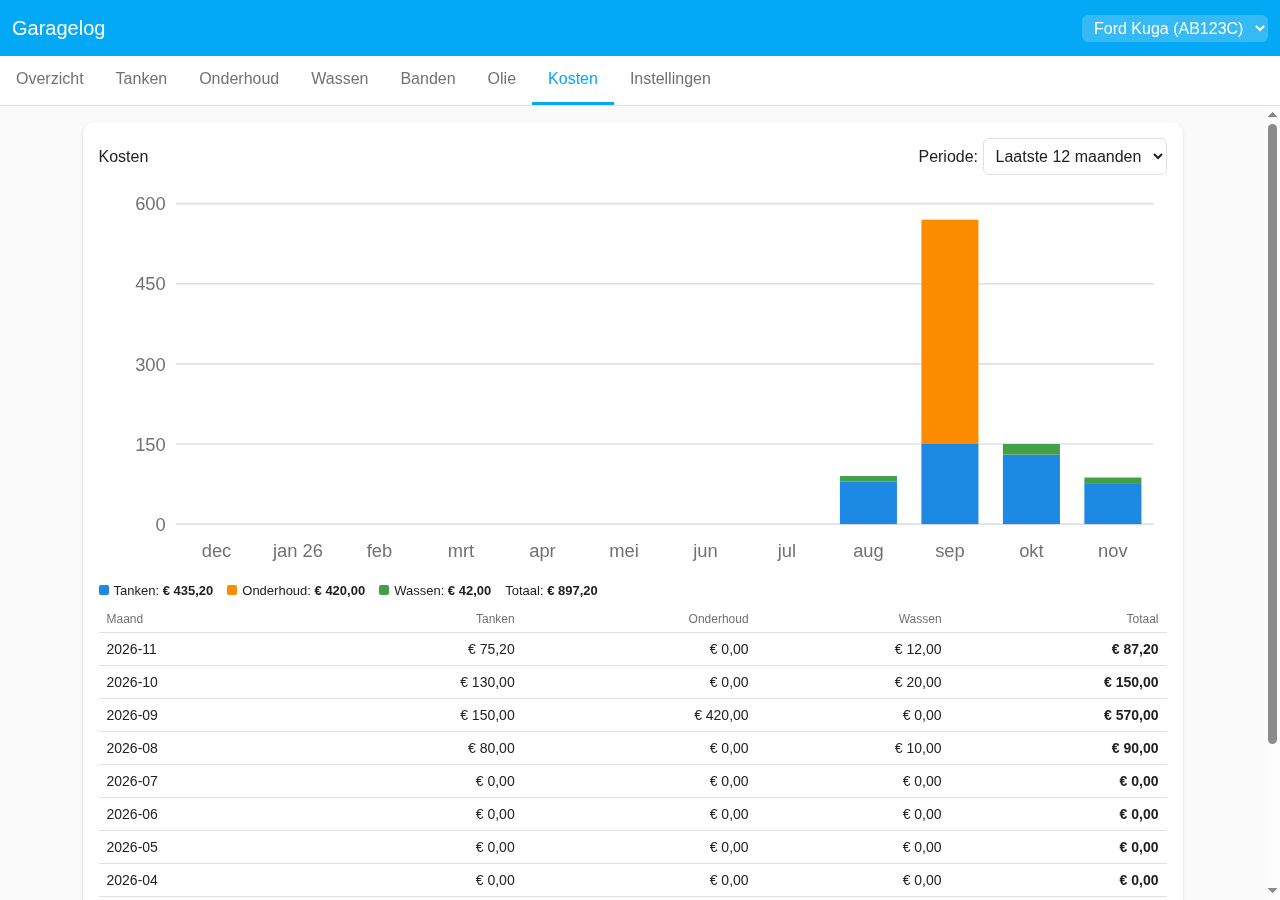 Garagelog
Ford Kuga (AB123C)
Overzicht Tanken Onderhoud Wassen Banden Olie Kosten Instellingen
Kosten
Periode: Laatste 12 maanden
600
450
300
150
0
dec jan 26 feb mrt apr mei jun jul aug sep okt nov
Tanken: € 435,20 Onderhoud: € 420,00 Wassen: € 42,00 Totaal: € 897,20
Maand Tanken Onderhoud Wassen Totaal
2026-11 € 75,20 € 0,00 € 12,00 € 87,20
2026-10 € 130,00 € 0,00 € 20,00 € 150,00
2026-09 € 150,00 € 420,00 € 0,00 € 570,00
2026-08 € 80,00 € 0,00 € 10,00 € 90,00
2026-07 € 0,00 € 0,00 € 0,00 € 0,00
2026-06 € 0,00 € 0,00 € 0,00 € 0,00
2026-05 € 0,00 € 0,00 € 0,00 € 0,00
2026-04 € 0,00 € 0,00 € 0,00 € 0,00